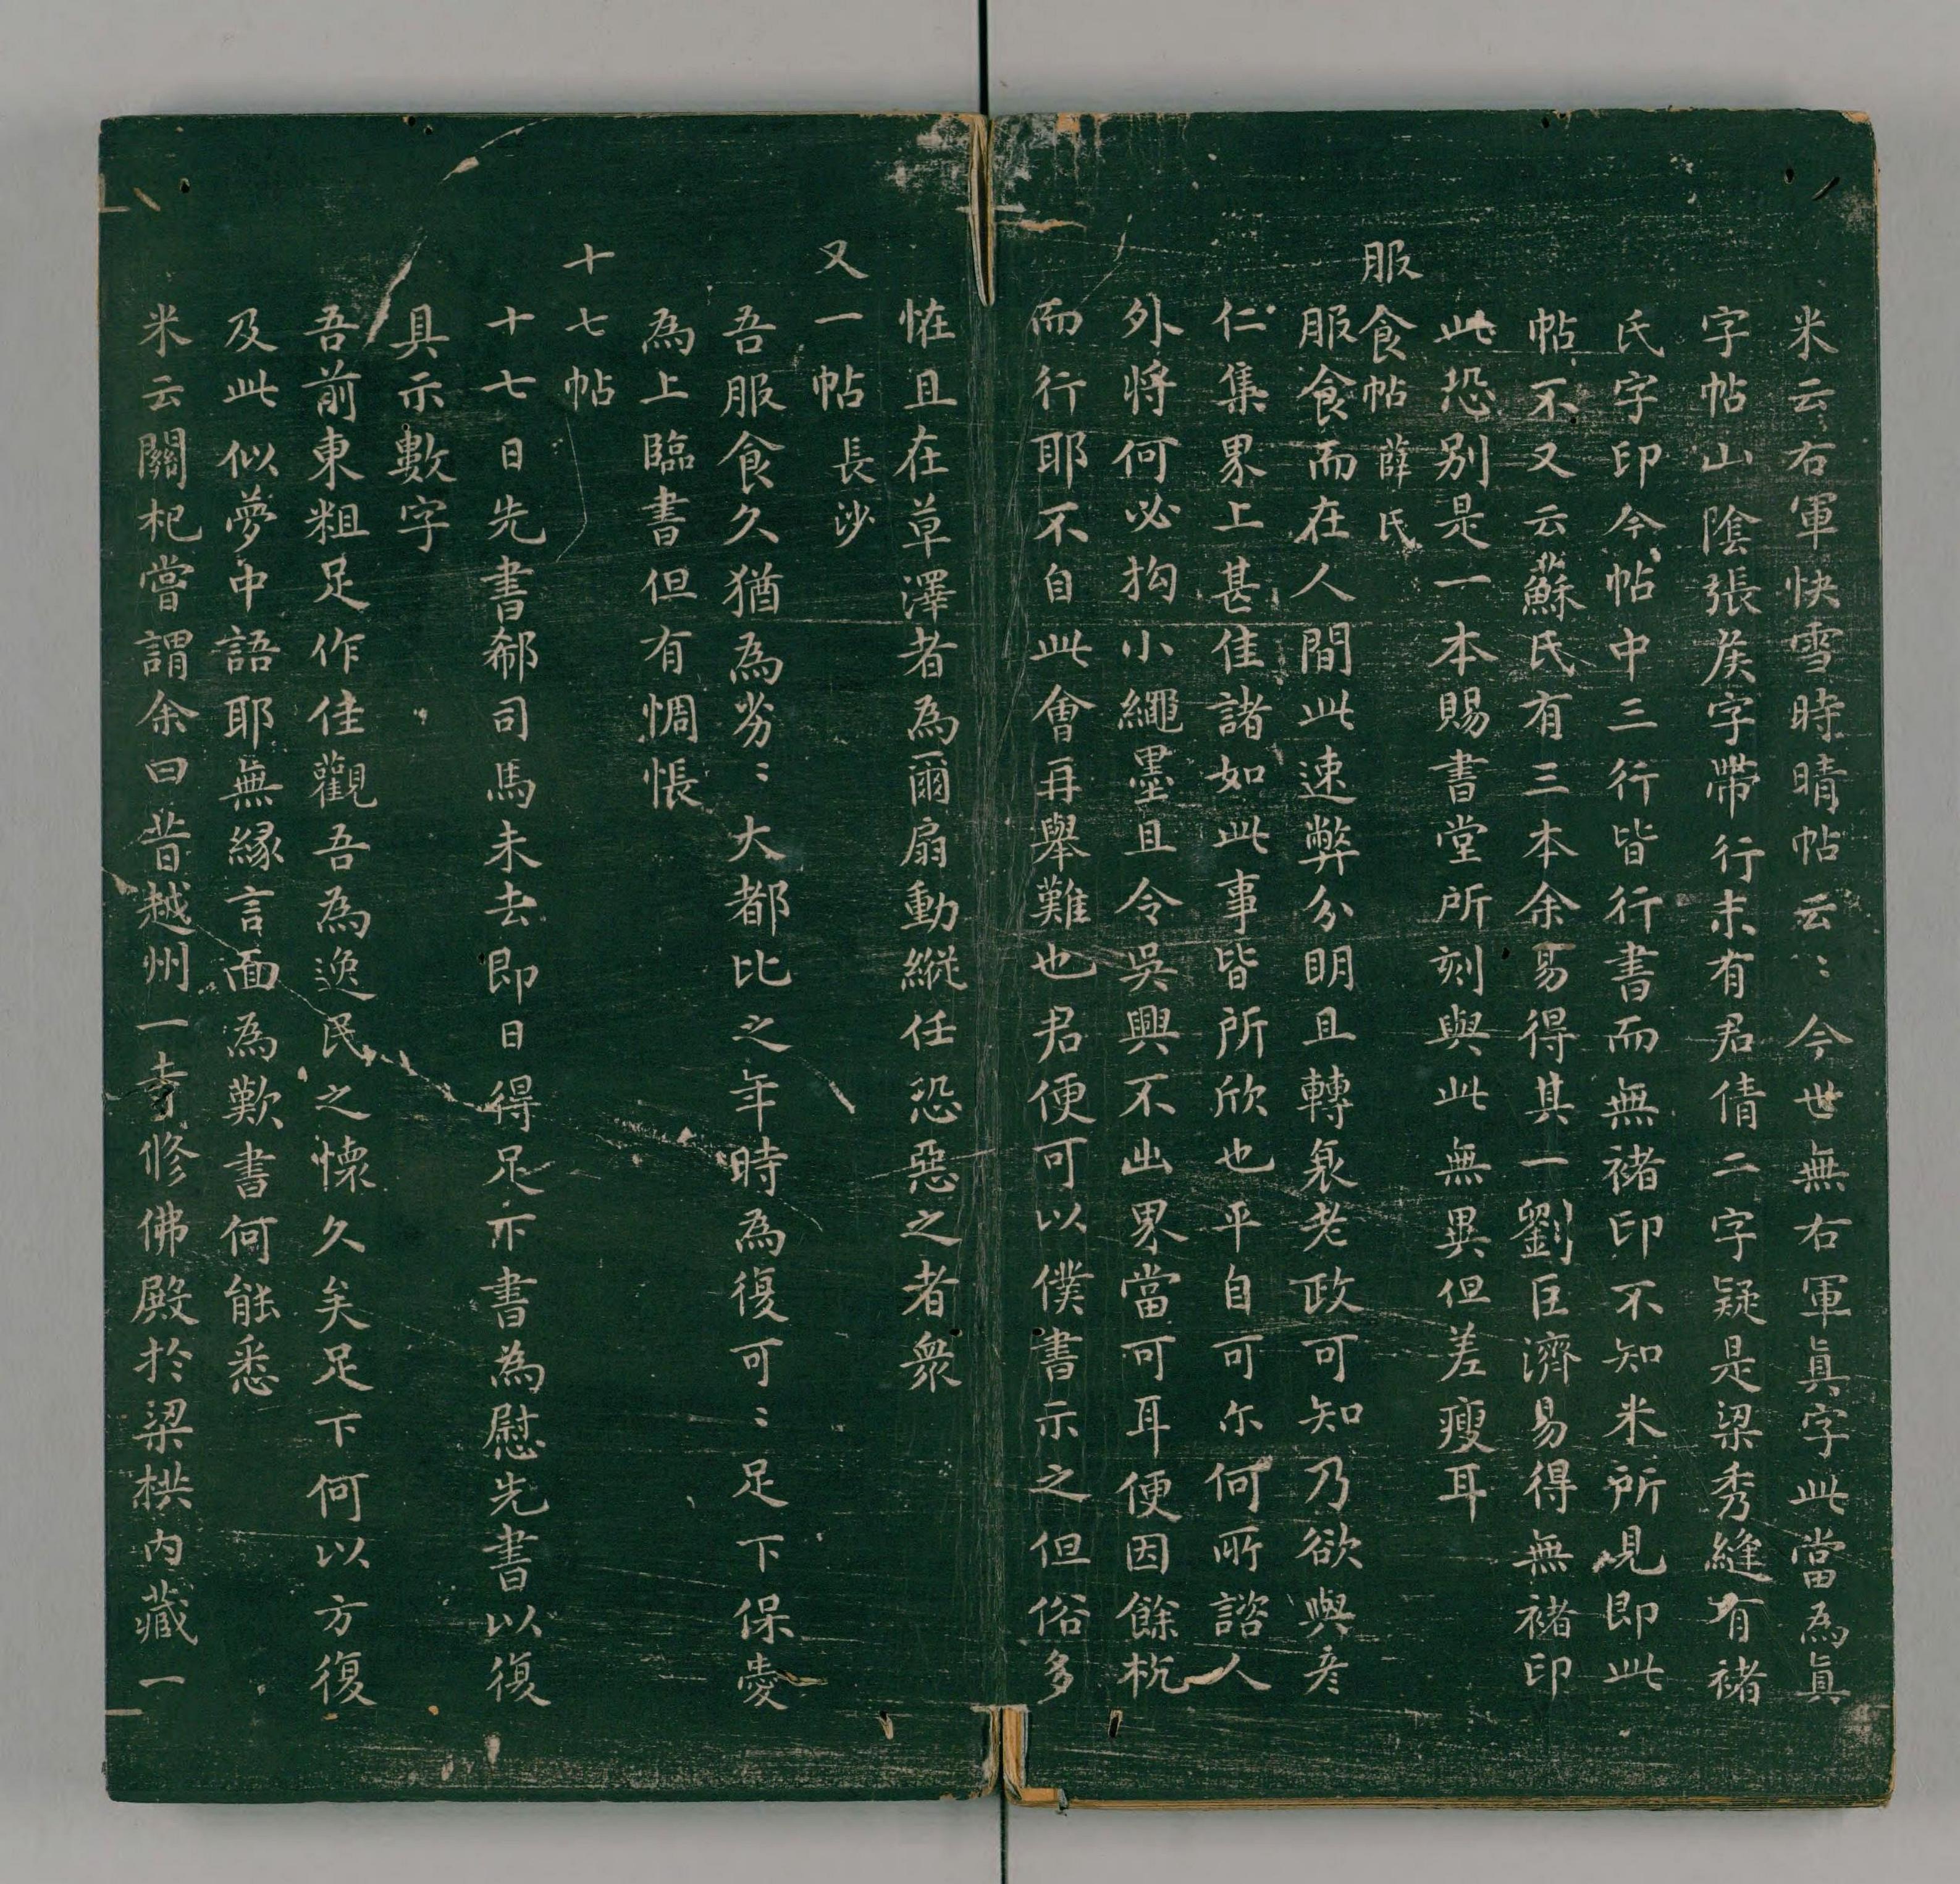 米云右軍快雪時晴帖云〻今世無右軍眞字此當為眞
字帖山隂張矦字帶行末有君倩二字疑是梁秀縫有褚
氏字印今帖中三行皆行書而無褚印不知米所見即此
帖不又云蘇氏有三本余易得其一劉巨濟易得無褚印
此恐别是一本賜書堂所刻與此無異但差瘦耳
服食帖 薛氏
服食而在人間此速弊分明且轉衰老政可知乃欲與彦
仁集界上甚佳諸如此事皆所欣也平自可尔何所諮人
外將何必拘小繩墨且令吳興不出界當可耳便因餘杭
而行耶不自此會再舉難也君便可以僕書示之但俗多
恠且在草澤者為爾扇動縱任恐惡之者衆
又一帖 長沙
吾服食久猶為劣〻大都比之年時為復可〻足下保愛
為上臨書但有惆悵
十七帖
十七日先書郗司馬未去即日得足下書為慰先書以復
具示數字
吾前東粗足作佳觀吾為逸民之懐久矣足下何以方復
及此似夢中語耶無縁言面為歎書何能悉
米云關杞嘗謂余曰昔越州一寺修佛殿於梁栱内藏一